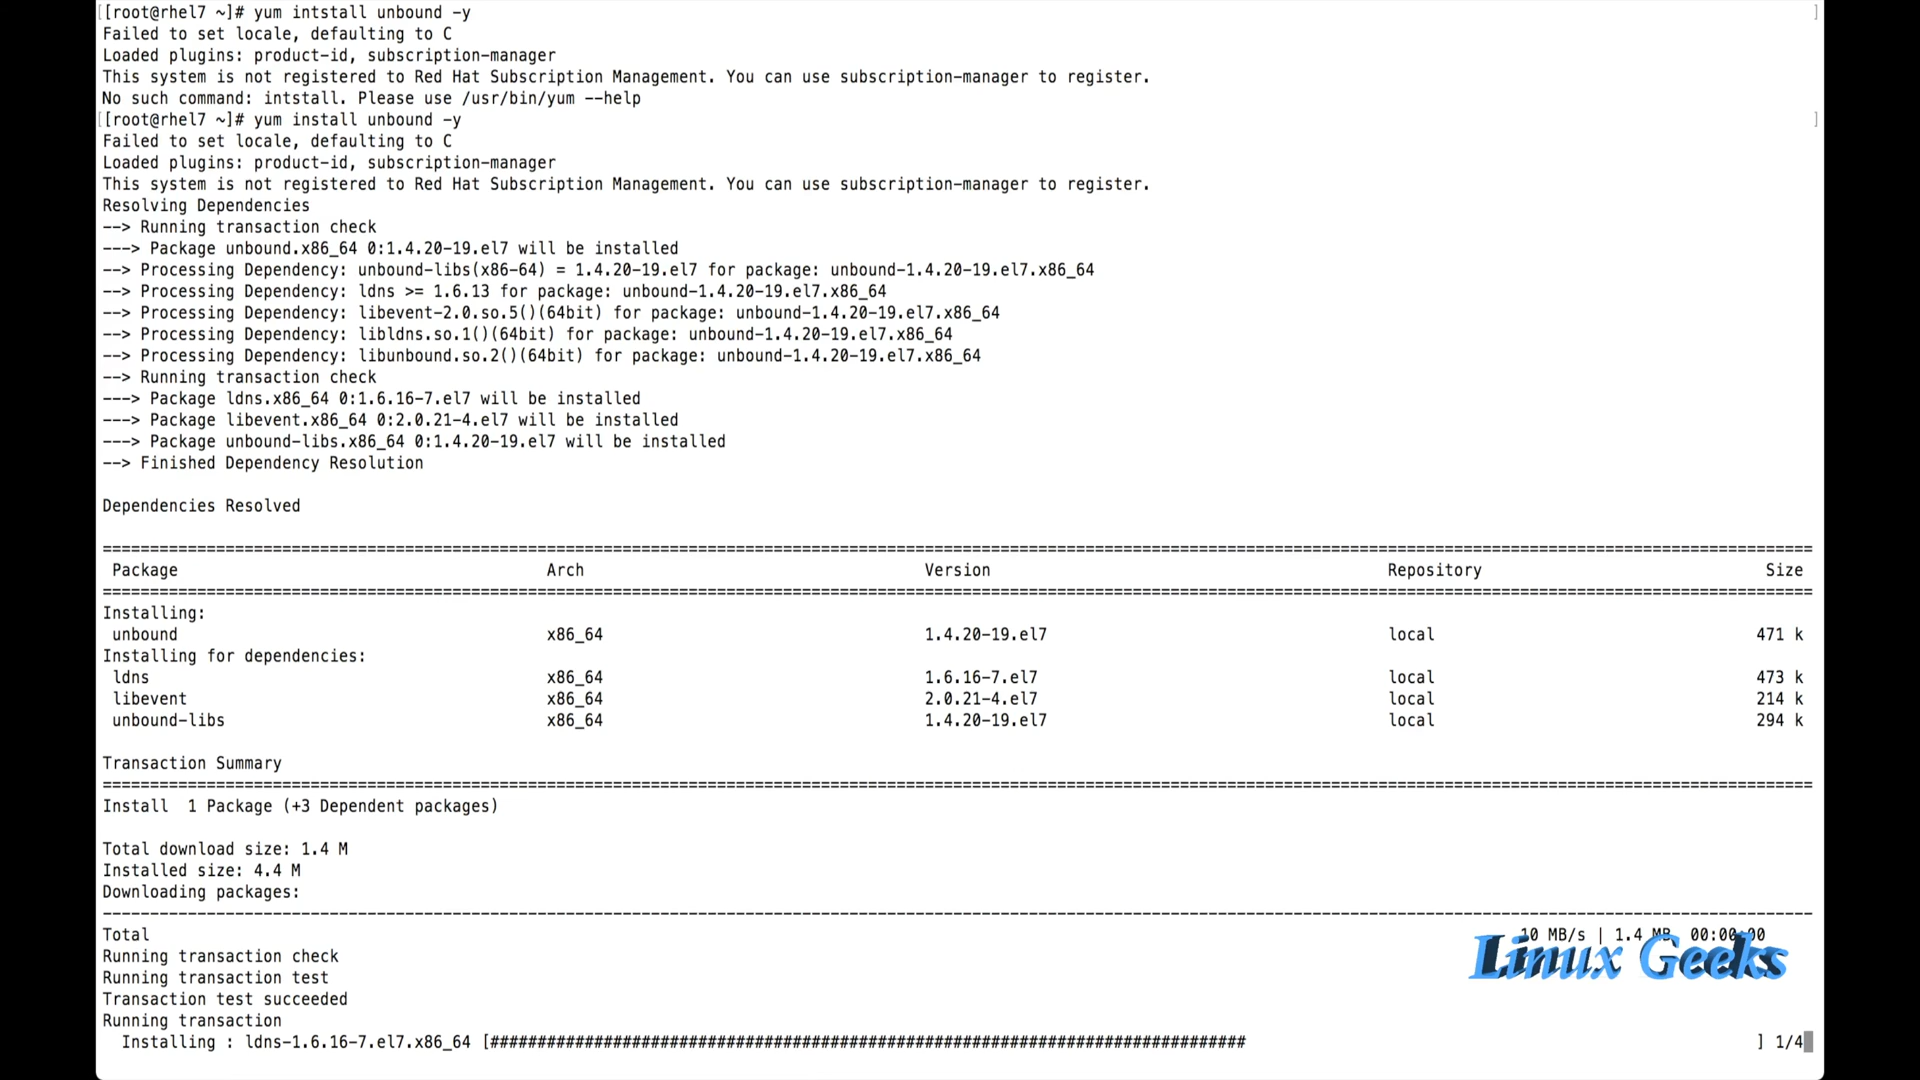 [[root@rhel7 ~]# yum intstall unbound -y ]
Failed to set locale, defaulting to C
Loaded plugins: product-id, subscription-manager
This system is not registered to Red Hat Subscription Management. You can use subscription-manager to register.
No such command: intstall. Please use /usr/bin/yum --help
[[root@rhel7 ~]# yum install unbound -y ]
Failed to set locale, defaulting to C
Loaded plugins: product-id, subscription-manager
This system is not registered to Red Hat Subscription Management. You can use subscription-manager to register.
Resolving Dependencies
--> Running transaction check
---> Package unbound.x86_64 0:1.4.20-19.el7 will be installed
--> Processing Dependency: unbound-libs(x86-64) = 1.4.20-19.el7 for package: unbound-1.4.20-19.el7.x86_64
--> Processing Dependency: ldns >= 1.6.13 for package: unbound-1.4.20-19.el7.x86_64
--> Processing Dependency: libevent-2.0.so.5()(64bit) for package: unbound-1.4.20-19.el7.x86_64
--> Processing Dependency: libldns.so.1()(64bit) for package: unbound-1.4.20-19.el7.x86_64
--> Processing Dependency: libunbound.so.2()(64bit) for package: unbound-1.4.20-19.el7.x86_64
--> Running transaction check
---> Package ldns.x86_64 0:1.6.16-7.el7 will be installed
---> Package libevent.x86_64 0:2.0.21-4.el7 will be installed
---> Package unbound-libs.x86_64 0:1.4.20-19.el7 will be installed
--> Finished Dependency Resolution
Dependencies Resolved
Package Arch Version Repository Size
Installing:
unbound x86_64 1.4.20-19.el7 local 471 k
Installing for dependencies:
ldns x86_64 1.6.16-7.el7 local 473 k
libevent x86_64 2.0.21-4.el7 local 214 k
unbound-libs x86_64 1.4.20-19.el7 local 294 k
Transaction Summary
Install 1 Package (+3 Dependent packages)
Total download size: 1.4 M
Installed size: 4.4 M
Downloading packages:
Total 10 MB/s | 1.4 MB 00:00:00
Running transaction check
Running transaction test
Transaction test succeeded
Running transaction
Installing : ldns-1.6.16-7.el7.x86_64 [################################################################################ ] 1/4
Linux Geeks